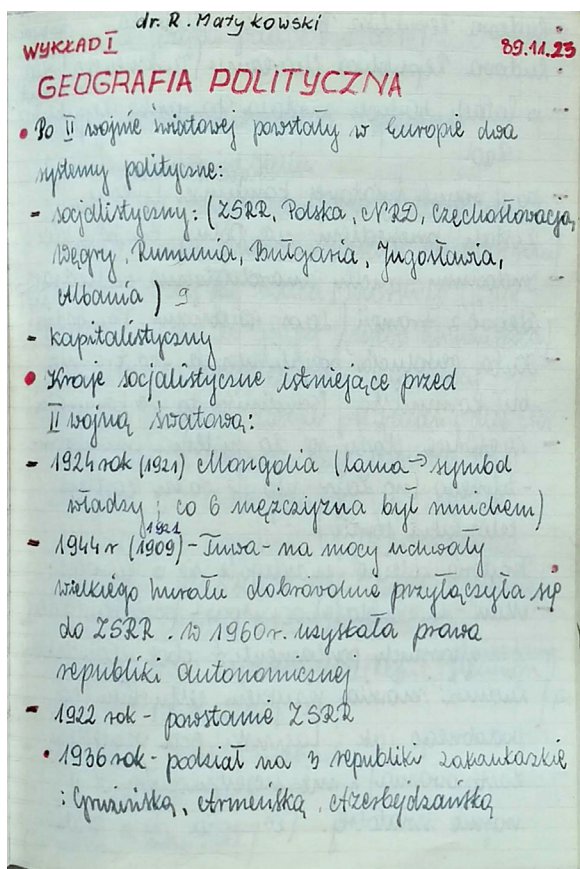 dr. R. Matykowski
WYKŁAD I
89.11.23
GEOGRAFIA POLITYCZNA
• Po II wojnie światowej powstały w Europie dwa
systemy polityczne:
- socjalistyczny: (ZSRR, Polska, NRD, Czechosłowacja,
Węgry, Rumunia, Bułgaria, Jugosławia,
Albania) 9
- kapitalistyczny
• Kraje socjalistyczne istniejące przed
II wojną światową:
- 1924 rok (1921) Mongolia (lama → symbol
władzy; co 6 mężczyzna był mnichem)
1921
- 1944 r (1909) - Tuwa - na mocy uchwały
wielkiego hurału dobrowolnie przyłączyła się
do ZSRR. W 1960 r. uzyskała prawa
republiki autonomicznej
- 1922 rok - powstanie ZSRR
• 1936 rok - podział na 3 republiki zakaukaskie
: Gruzińską, Armeńską, Azerbejdżańską